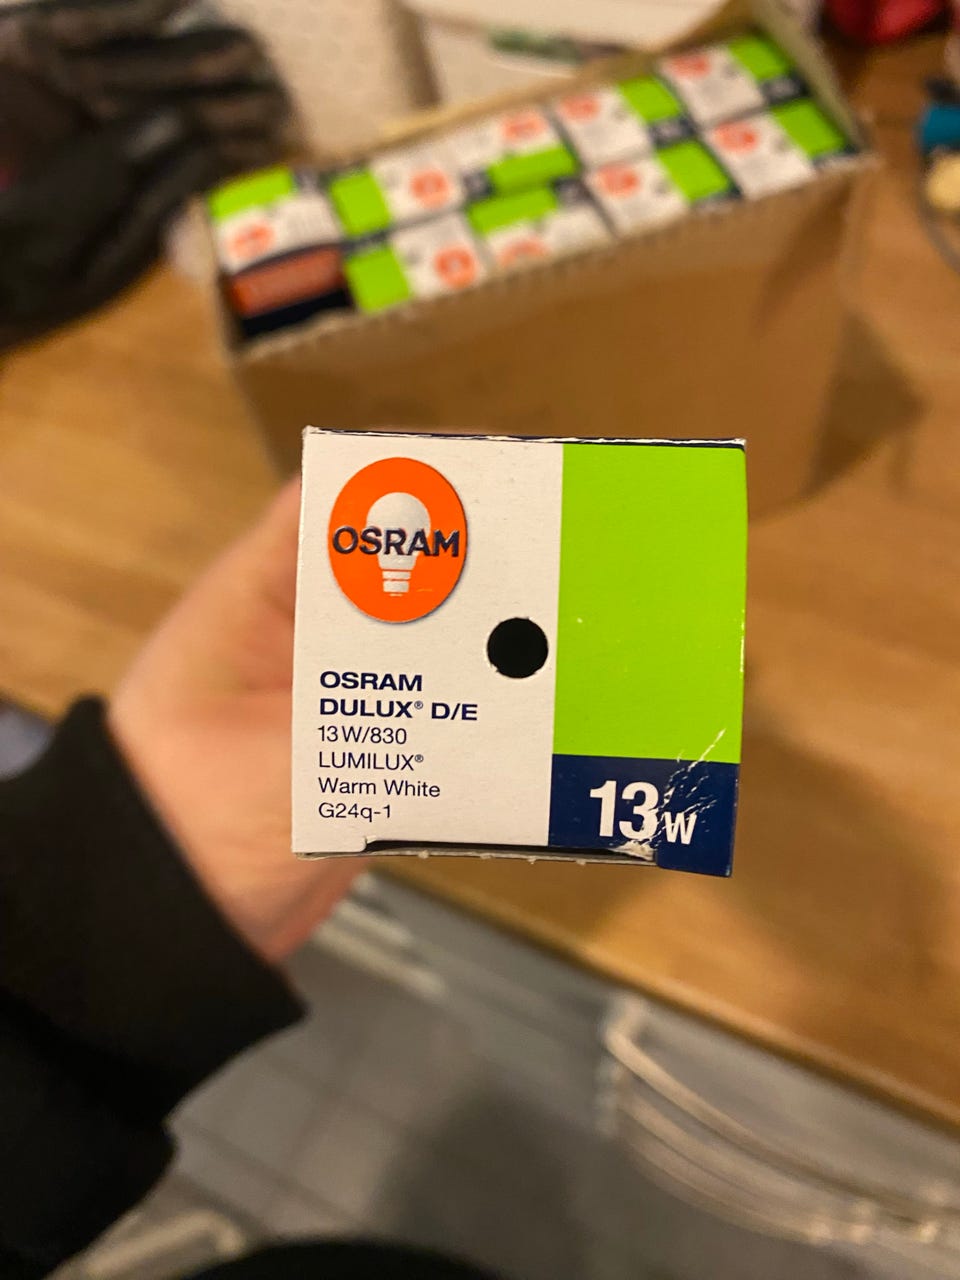 OSRAM
OSRAM
DULUX® D/E
13W/830
LUMILUX®
Warm White
G24q-1
13W